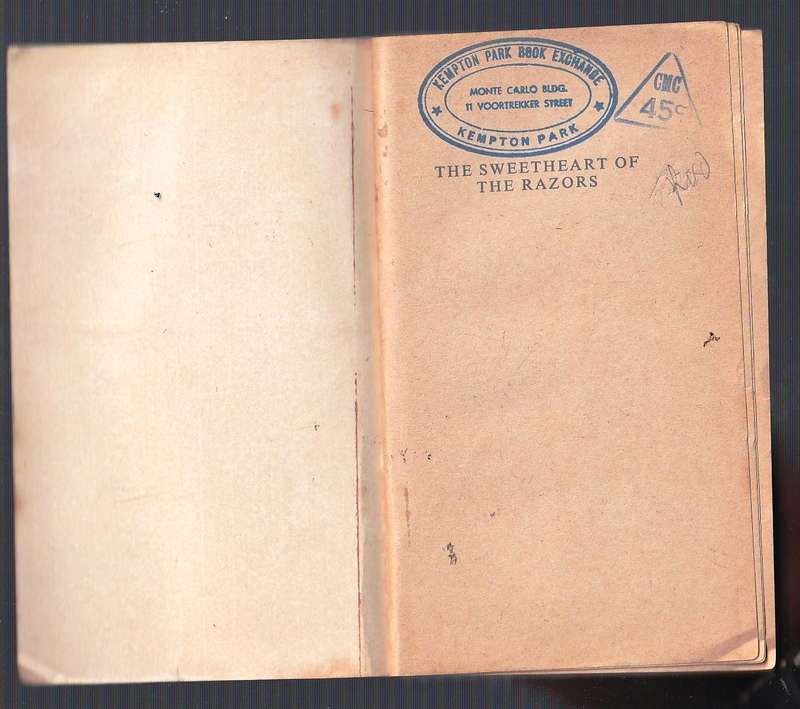 KEMPTON PARK BOOK EXCHANGE
MONTE CARLO BLDG.
11 VOORTREKKER STREET
KEMPTON PARK
CMC
45c
THE SWEETHEART OF
THE RAZORS